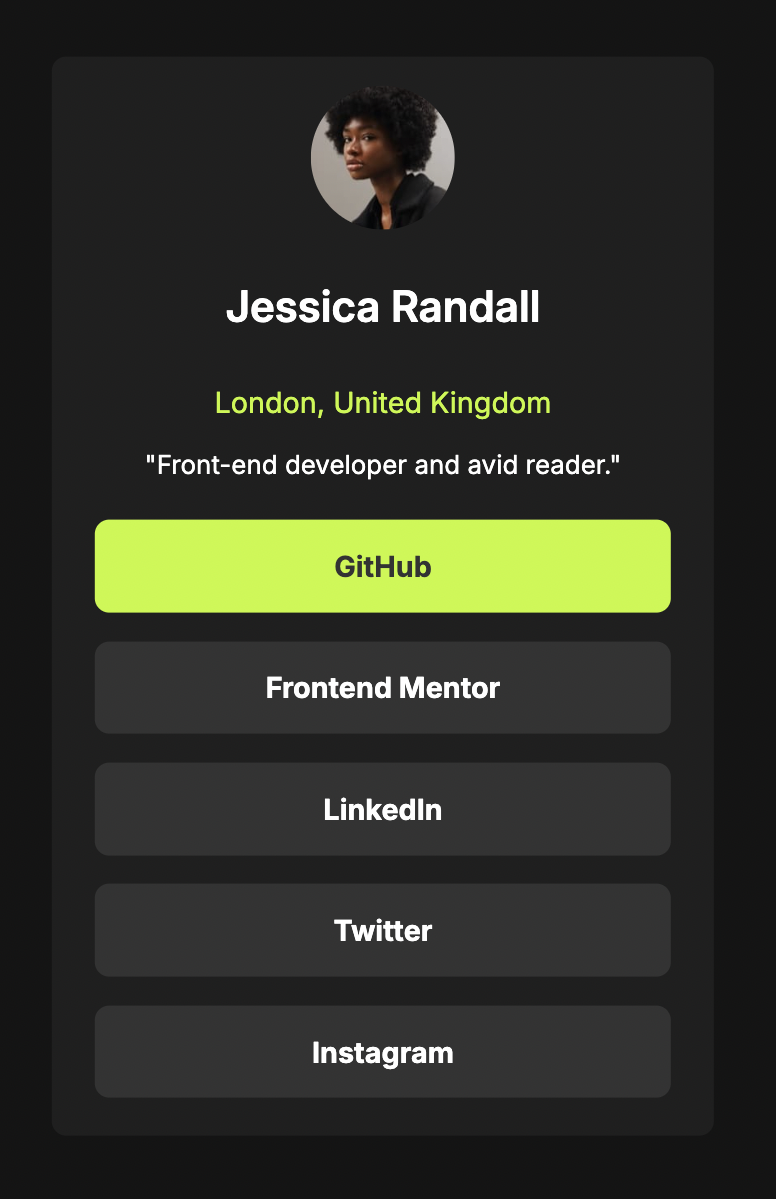 Jessica Randall
London, United Kingdom
"Front-end developer and avid reader."
GitHub
Frontend Mentor
LinkedIn
Twitter
Instagram